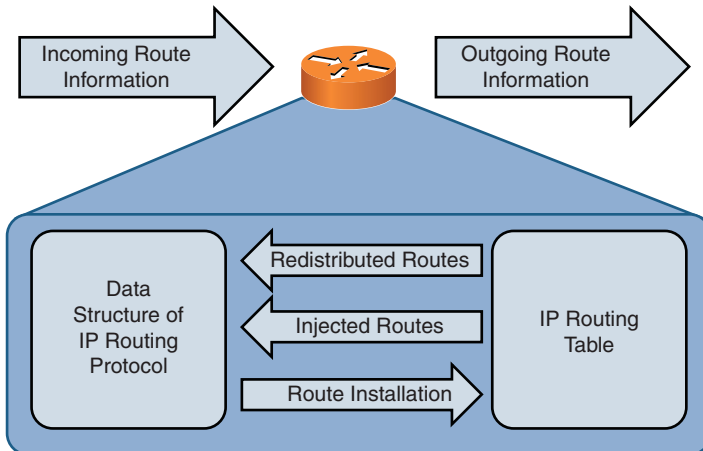 Incoming Route
Information
Outgoing Route
Information
Data
Structure of
IP Routing
Protocol
Redistributed Routes
Injected Routes
Route Installation
IP Routing
Table